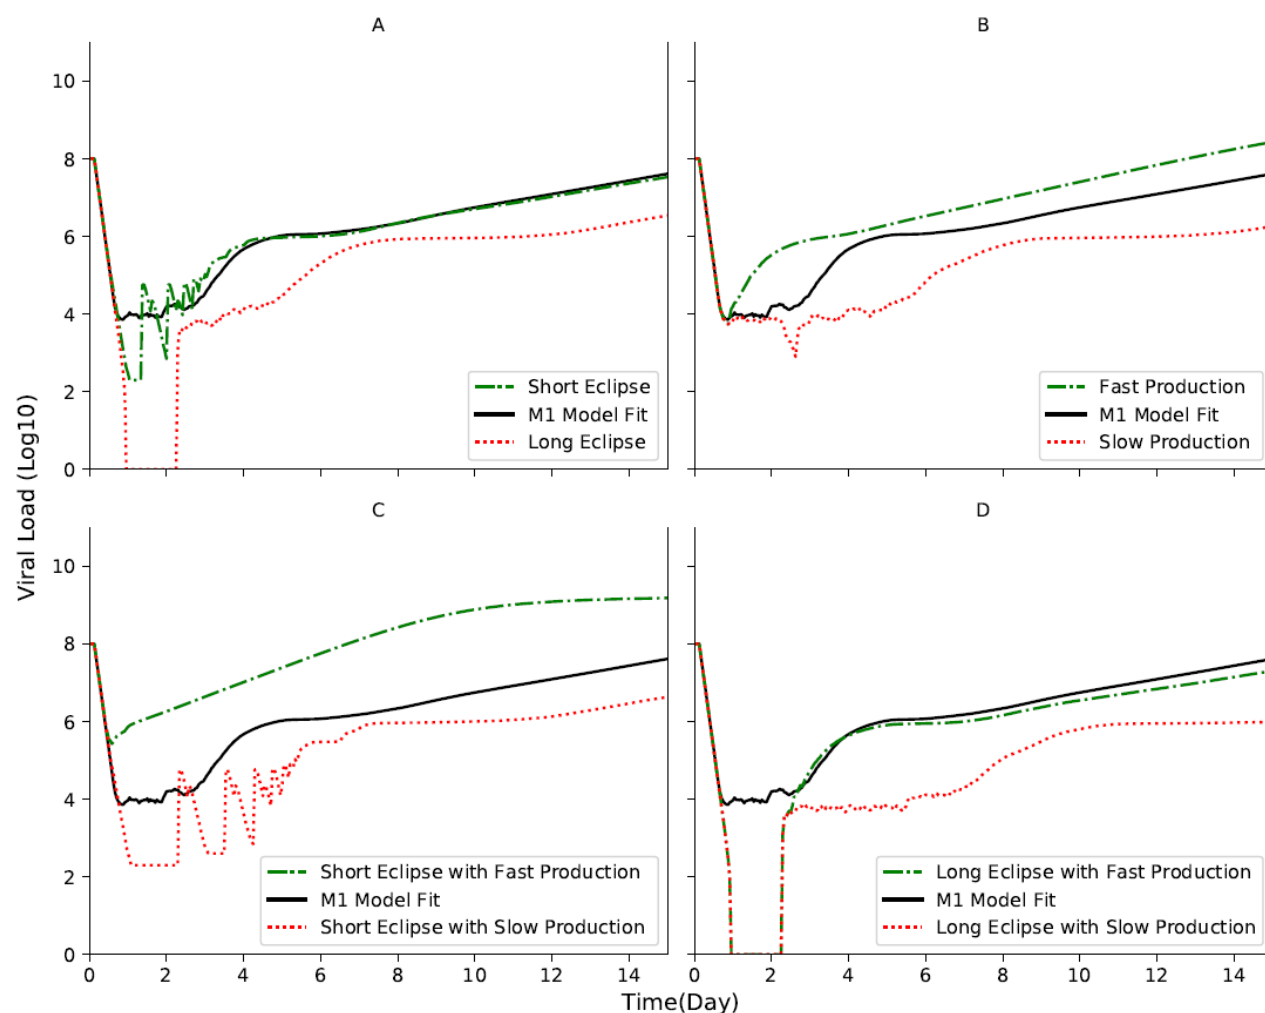 A
B
10
8
6
4
2
0
Short Eclipse
M1 Model Fit
Long Eclipse
Fast Production
M1 Model Fit
Slow Production
Viral Load (Log10)
C
D
10
8
6
4
2
0
Short Eclipse with Fast Production
M1 Model Fit
Short Eclipse with Slow Production
Long Eclipse with Fast Production
M1 Model Fit
Long Eclipse with Slow Production
0 2 4 6 8 10 12 14
0 2 4 6 8 10 12 14
Time(Day)